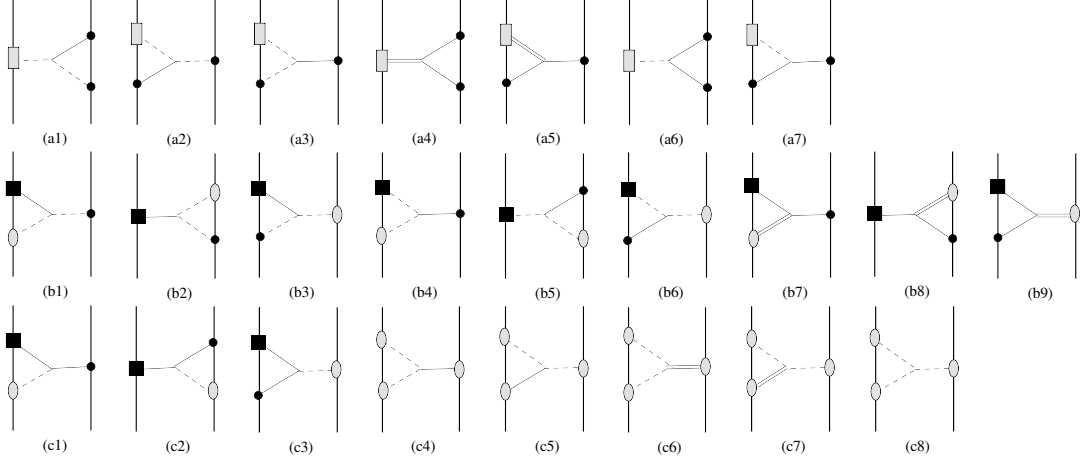 (a1) (a2) (a3) (a4) (a5) (a6) (a7)
(b1) (b2) (b3) (b4) (b5) (b6) (b7) (b8) (b9)
(c1) (c2) (c3) (c4) (c5) (c6) (c7) (c8)